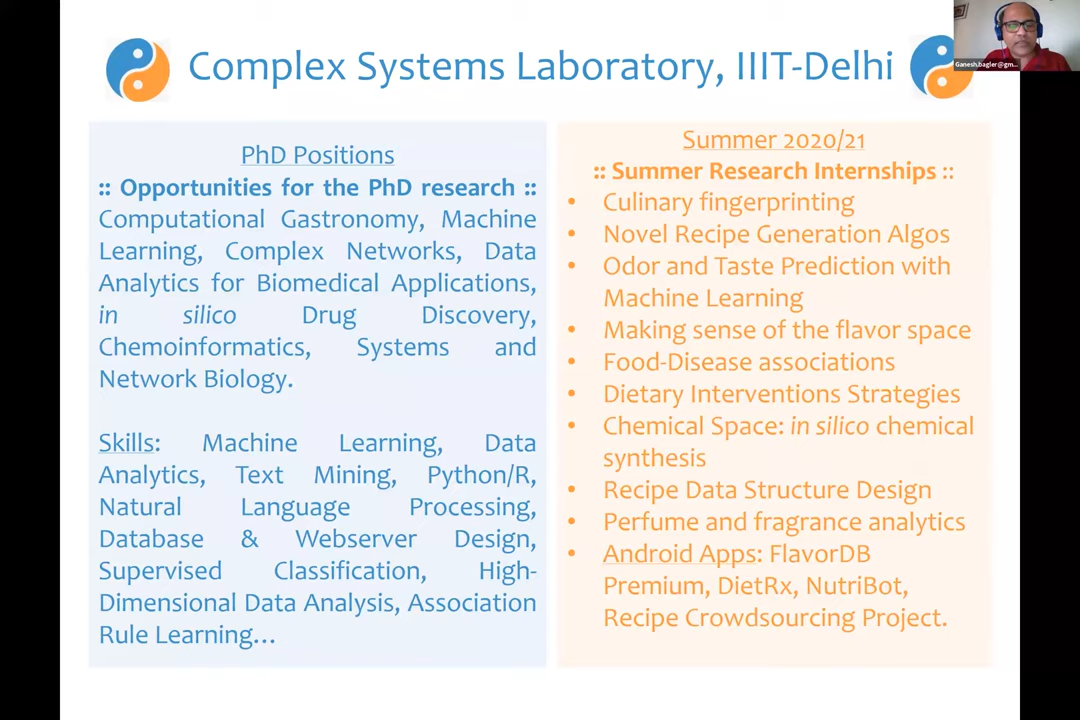 Complex Systems Laboratory, IIIT-Delhi
Ganesh.bagler@gm...
PhD Positions
:: Opportunities for the PhD research ::
Computational Gastronomy, Machine
Learning, Complex Networks, Data
Analytics for Biomedical Applications,
in silico Drug Discovery,
Chemoinformatics, Systems and
Network Biology.
Skills: Machine Learning, Data
Analytics, Text Mining, Python/R,
Natural Language Processing,
Database & Webserver Design,
Supervised Classification, High-
Dimensional Data Analysis, Association
Rule Learning...
Summer 2020/21
:: Summer Research Internships ::
• Culinary fingerprinting
• Novel Recipe Generation Algos
• Odor and Taste Prediction with
Machine Learning
• Making sense of the flavor space
• Food-Disease associations
• Dietary Interventions Strategies
• Chemical Space: in silico chemical
synthesis
• Recipe Data Structure Design
• Perfume and fragrance analytics
• Android Apps: FlavorDB
Premium, DietRx, NutriBot,
Recipe Crowdsourcing Project.